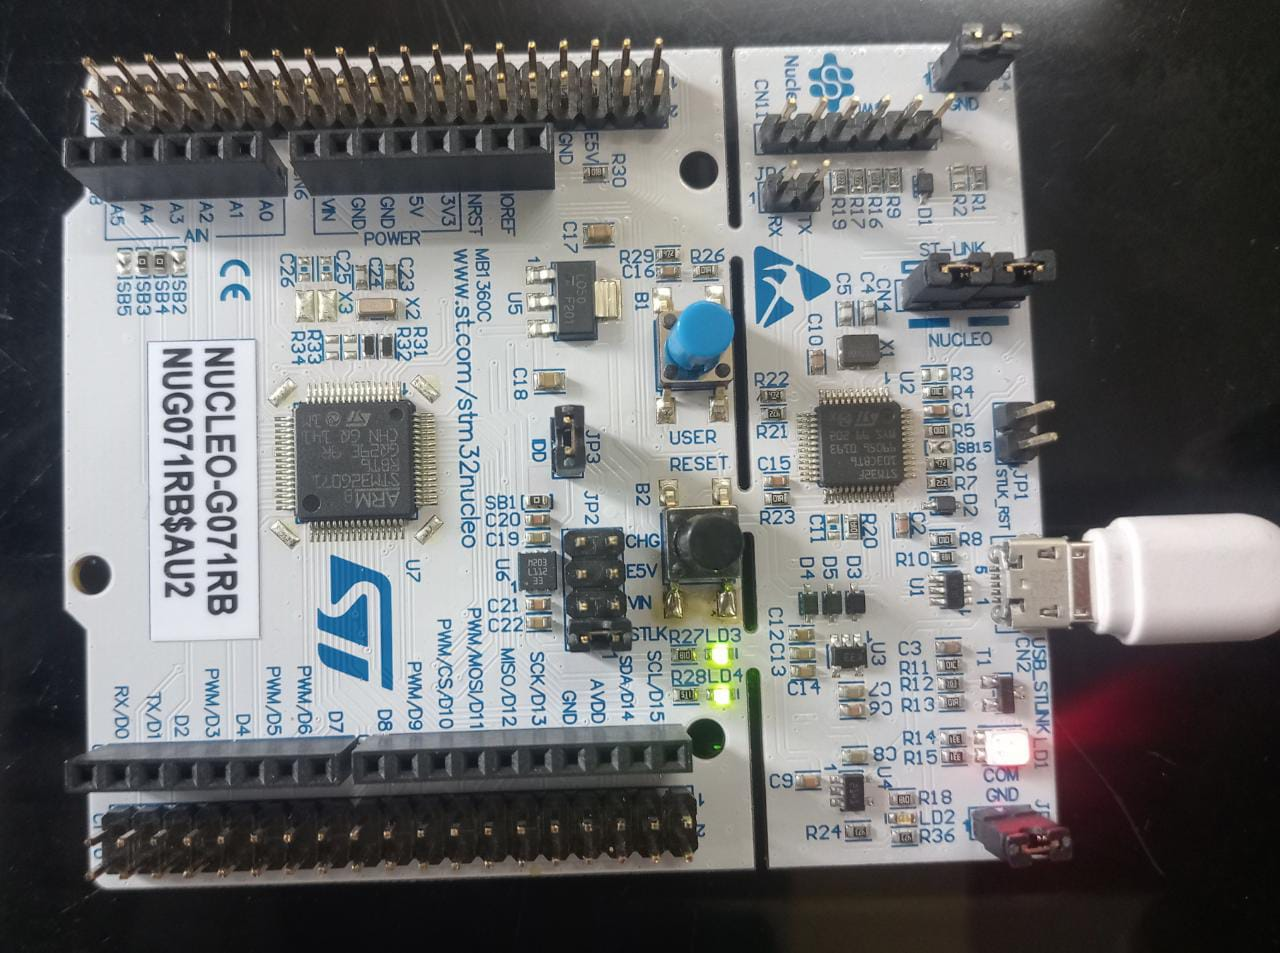 NUCLEO-G071RB
NUG071RB$AU2
www.st.com/stm32nucleo
MB1360C
A5
A4
A3
A2
A1
A0
AIN
VIN
GND
GND
5V
3V3
NRST
IOREF
POWER
GND
E5V
R30
C17
U5
C18
R29
C16
R26
B1
USER
RESET
B2
SB5
SB3
SB4
SB2
C26
C25
C24
C23
X3
X2
R34
R33
R32
R31
ARM
STM32G071
RBT6
U7
DD
JP3
JP2
SB1
C20
C19
U6
C21
C22
CHG
E5V
VIN
STLK
R27
LD3
R28
LD4
RX/D0
TX/D1
D2
PWM/D3
D4
PWM/D5
PWM/D6
D7
D8
PWM/D9
PWM/CS/D10
PWM/MOSI/D11
MISO/D12
SCK/D13
GND
AVDD
SDA/D14
SCL/D15
CN11
GND
RX
TX
R19
R17
R16
R9
D1
R2
R1
ST-LINK
CN4
NUCLEO
C5
C4
C10
X1
U2
R22
R21
C15
R23
R3
R4
C1
R5
SB15
R6
R7
D2
JP1
STLK_RST
C11
R20
C2
R8
R10
U1
D4
D5
D3
C12
C13
C14
U3
C3
R11
R12
R13
T1
CN2
USB_STLINK
C7
C6
C8
R14
R15
LD1
COM
GND
C9
U4
R18
LD2
R24
R36